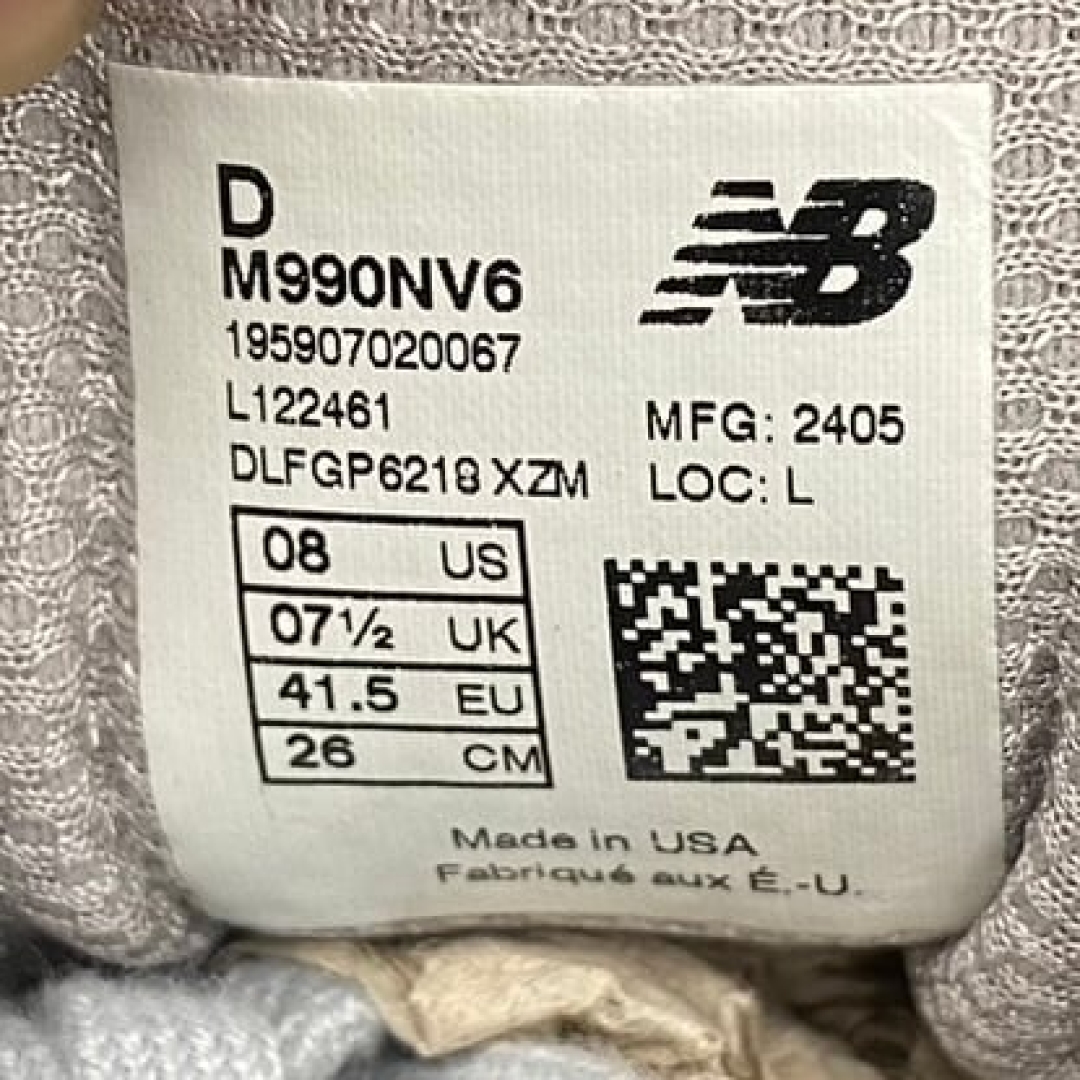 D
M990NV6
195907020067
L122461
DLFGP6218 XZM
NB
MFG: 2405
LOC: L
08 US
07½ UK
41.5 EU
26 CM
Made in USA
Fabriqué aux É.-U.